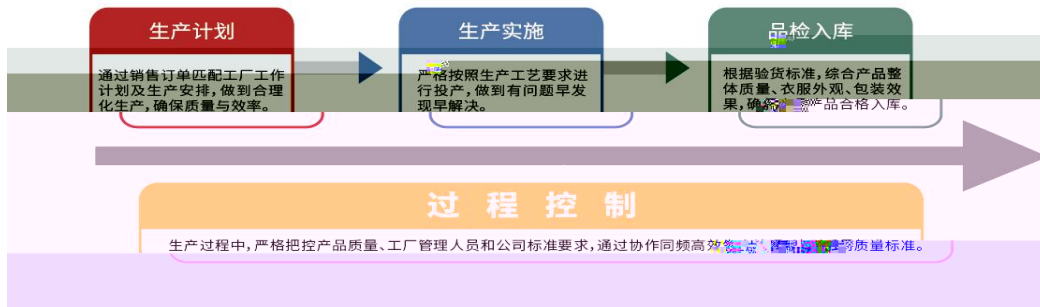 生产计划
通过销售订单匹配工厂工作
计划及生产安排,做到合理
化生产,确保质量与效率。
生产实施
严格按照生产工艺要求进
行投产,做到有问题早发
现早解决。
品检入库
根据验货标准,综合产品整
体质量、衣服外观、包装效
果,确 品合格入库。
过程控制
生产过程中,严格把控产品质量、工厂管理人员和公司标准要求,通过协作同频高效 质量标准。